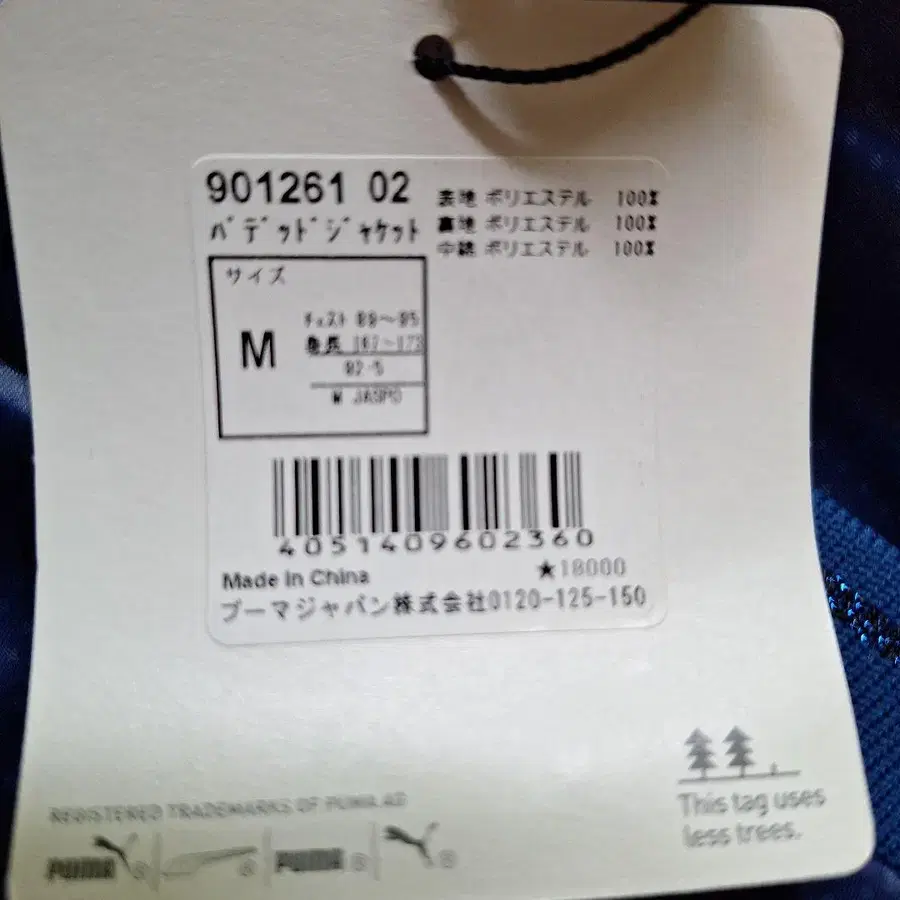 901261 02
パデッドジャケット
表地 ポリエステル 100%
裏地 ポリエステル 100%
中綿 ポリエステル 100%
サイズ
M
チェスト 89～95
身長 167～173
02-5
M JASPO
4051409602360
Made in China
★18000
プーマジャパン株式会社0120-125-150
This tag uses
less trees.
REGISTERED TRADEMARKS OF PUMA AG
PUMA ® ® PUMA ® ®